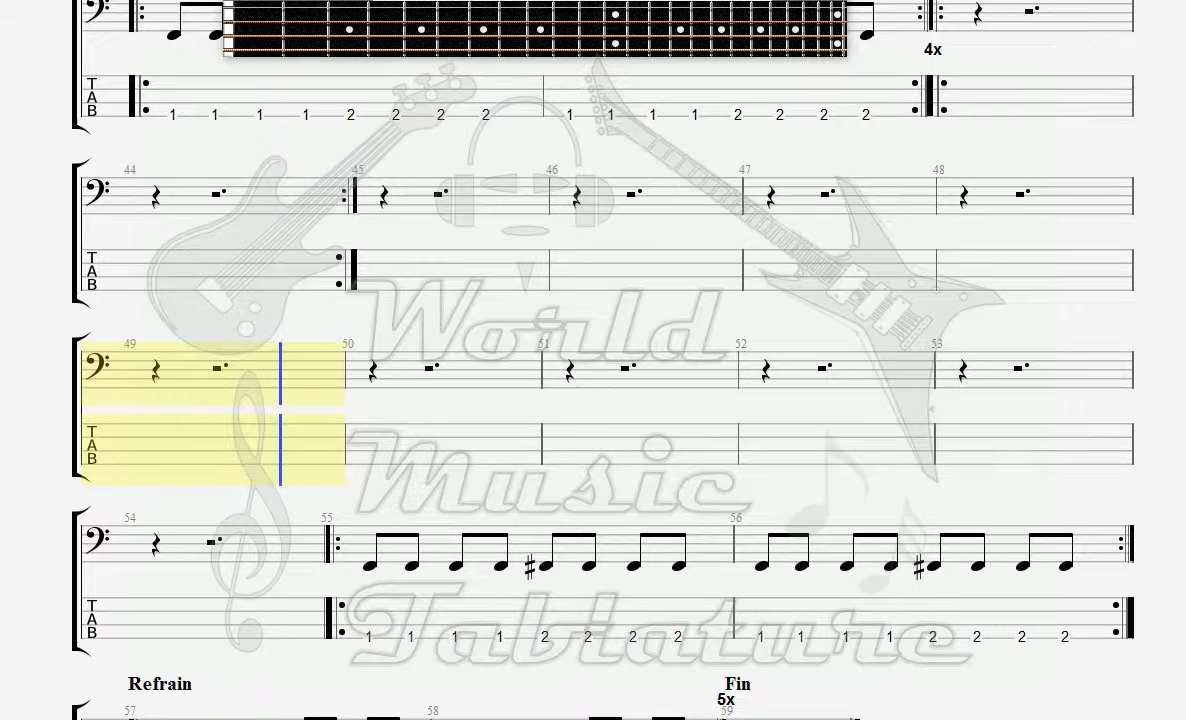 4x
T
A
B
1 1 1 1 2 2 2 2 1 1 1 1 2 2 2 2
44 45 46 47 48
T
A
B
49 50 51 52 53
T
A
B
World
Music
54 55 56
T
A
B
1 1 1 1 2 2 2 2 1 1 1 1 2 2 2 2
Tablature
Refrain Fin
5x
57 58 59